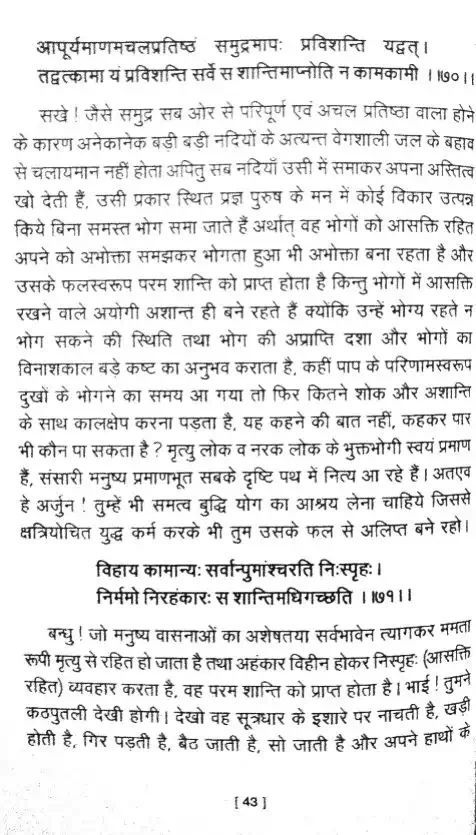 आपूर्यमाणमचलप्रतिष्ठं समुद्रमापः प्रविशन्ति यद्वत्।
तद्वत्कामा यं प्रविशन्ति सर्वे स शान्तिमाप्नोति न कामकामी ।।७०।।
सखे ! जैसे समुद्र सब ओर से परिपूर्ण एवं अचल प्रतिष्ठा वाला होने
के कारण अनेकानेक बड़ी बड़ी नदियों के अत्यन्त वेगशाली जल के बहाव
से चलायमान नहीं होता अपितु सब नदियाँ उसी में समाकर अपना अस्तित्व
खो देती हैं, उसी प्रकार स्थित प्रज्ञ पुरुष के मन में कोई विकार उत्पन्न
किये बिना समस्त भोग समा जाते हैं अर्थात् वह भोगों को आसक्ति रहित
अपने को अभोक्ता समझकर भोगता हुआ भी अभोक्ता बना रहता है और
उसके फलस्वरूप परम शान्ति को प्राप्त होता है किन्तु भोगों में आसक्ति
रखने वाले अयोगी अशान्त ही बने रहते हैं क्योंकि उन्हें भोग्य रहते न
भोग सकने की स्थिति तथा भोग की अप्राप्ति दशा और भोगों का
विनाशकाल बड़े कष्ट का अनुभव कराता है, कहीं पाप के परिणामस्वरूप
दुखों के भोगने का समय आ गया तो फिर कितने शोक और अशान्ति
के साथ कालक्षेप करना पड़ता है, यह कहने की बात नहीं, कहकर पार
भी कौन पा सकता है ? मृत्यु लोक व नरक लोक के भुक्तभोगी स्वयं प्रमाण
हैं, संसारी मनुष्य प्रमाणभूत सबके दृष्टि पथ में नित्य आ रहे हैं। अतएव
हे अर्जुन ! तुम्हें भी समत्व बुद्धि योग का आश्रय लेना चाहिये जिससे
क्षत्रियोचित युद्ध कर्म करके भी तुम उसके फल से अलिप्त बने रहो।
विहाय कामान्यः सर्वान्पुमांश्चरति निःस्पृहः।
निर्ममो निरहंकारः स शान्तिमधिगच्छति ।।७१।।
बन्धु ! जो मनुष्य वासनाओं का अशेषतया सर्वभावेन त्यागकर ममता
रूपी मृत्यु से रहित हो जाता है तथा अहंकार विहीन होकर निस्पृहः (आसक्ति
रहित) व्यवहार करता है, वह परम शान्ति को प्राप्त होता है। भाई ! तुमने
कठपुतली देखी होगी। देखो वह सूत्रधार के इशारे पर नाचती है, खड़ी
होती है, गिर पड़ती है, बैठ जाती है, सो जाती है और अपने हाथों के
[ 43 ]